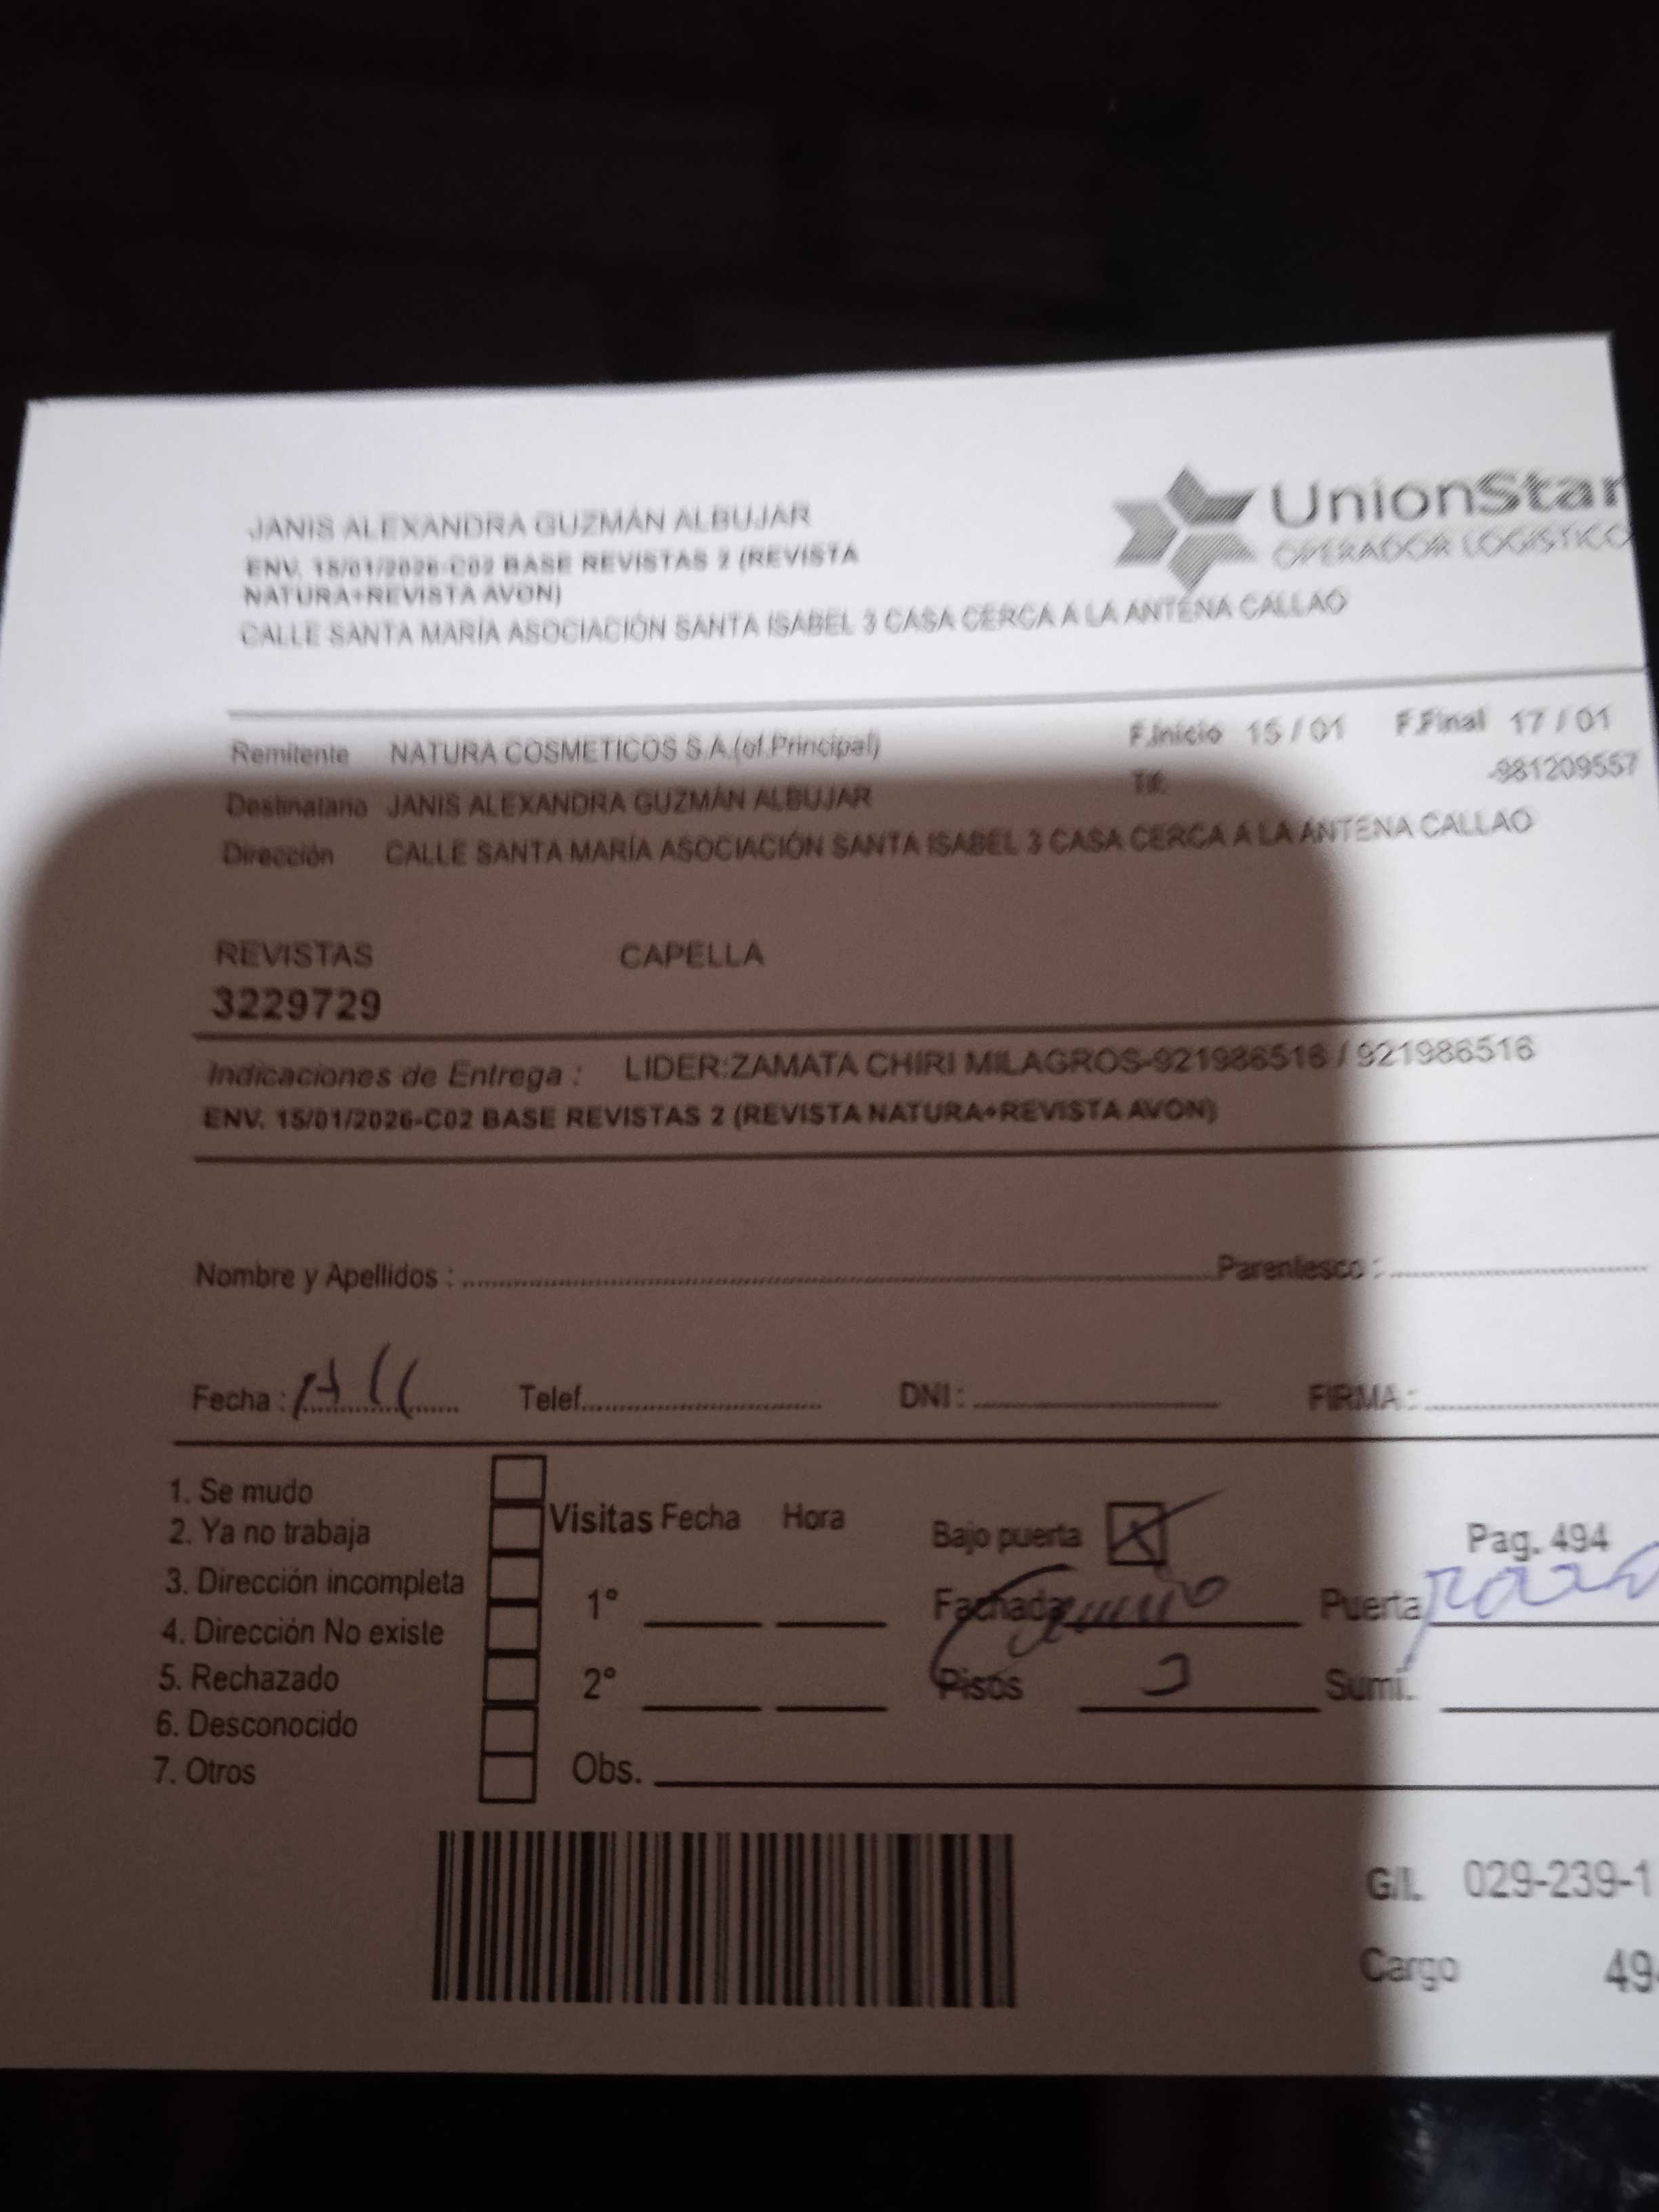 JANIS ALEXANDRA GUZMÁN ALBUJAR
ENV. 15/01/2026-C02 BASE REVISTAS 2 (REVISTA
NATURA+REVISTA AVON)
CALLE SANTA MARÍA ASOCIACIÓN SANTA ISABEL 3 CASA CERCA A LA ANTENA CALLAO
UnionStar
OPERADOR LOGISTICO
Remitente NATURA COSMETICOS S.A.(of.Principal) F.Inicio 15 / 01 F.Final 17 / 01
Destinatario JANIS ALEXANDRA GUZMÁN ALBUJAR Tlf. -981209557
Dirección CALLE SANTA MARÍA ASOCIACIÓN SANTA ISABEL 3 CASA CERCA A LA ANTENA CALLAO
REVISTAS CAPELLA
3229729
Indicaciones de Entrega : LIDER:ZAMATA CHIRI MILAGROS-921986516 / 921986516
ENV. 15/01/2026-C02 BASE REVISTAS 2 (REVISTA NATURA+REVISTA AVON)
Nombre y Apellidos : Parentesco :
Fecha : Telef. DNI : FIRMA :
1. Se mudo
2. Ya no trabaja
3. Dirección incompleta
4. Dirección No existe
5. Rechazado
6. Desconocido
7. Otros
Visitas Fecha Hora
1°
2°
Obs.
Bajo puerta X
Fachada
Pisos
Pag. 494
Puerta
Sumi.
G/I. 029-239-1
Cargo 49